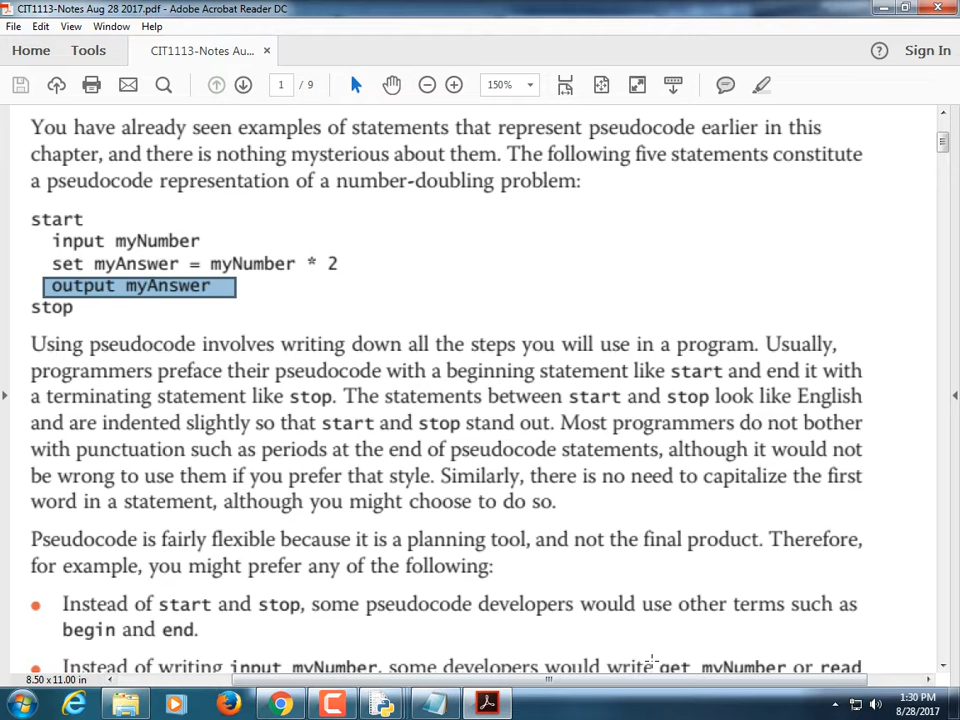 CIT1113-Notes Aug 28 2017.pdf - Adobe Acrobat Reader DC
File Edit View Window Help
Home Tools CIT1113-Notes Au... × ? Sign In
1 / 9 150%
You have already seen examples of statements that represent pseudocode earlier in this
chapter, and there is nothing mysterious about them. The following five statements constitute
a pseudocode representation of a number-doubling problem:
start
input myNumber
set myAnswer = myNumber * 2
output myAnswer
stop
Using pseudocode involves writing down all the steps you will use in a program. Usually,
programmers preface their pseudocode with a beginning statement like start and end it with
a terminating statement like stop. The statements between start and stop look like English
and are indented slightly so that start and stop stand out. Most programmers do not bother
with punctuation such as periods at the end of pseudocode statements, although it would not
be wrong to use them if you prefer that style. Similarly, there is no need to capitalize the first
word in a statement, although you might choose to do so.
Pseudocode is fairly flexible because it is a planning tool, and not the final product. Therefore,
for example, you might prefer any of the following:
• Instead of start and stop, some pseudocode developers would use other terms such as
begin and end.
• Instead of writing input myNumber, some developers would write get myNumber or read
8.50 x 11.00 in
1:30 PM
8/28/2017